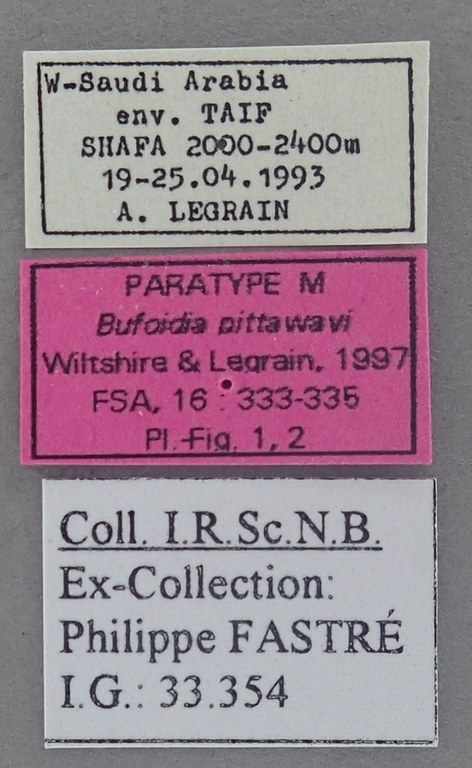 W-Saudi Arabia
env. TAIF
SHAFA 2000-2400m
19-25.04.1993
A. LEGRAIN
PARATYPE M
Bufoidia pittawavi
Wiltshire & Legrain, 1997
FSA, 16 : 333-335
Pl.-Fig. 1, 2
Coll. I.R.Sc.N.B.
Ex-Collection:
Philippe FASTRÉ
I.G.: 33.354